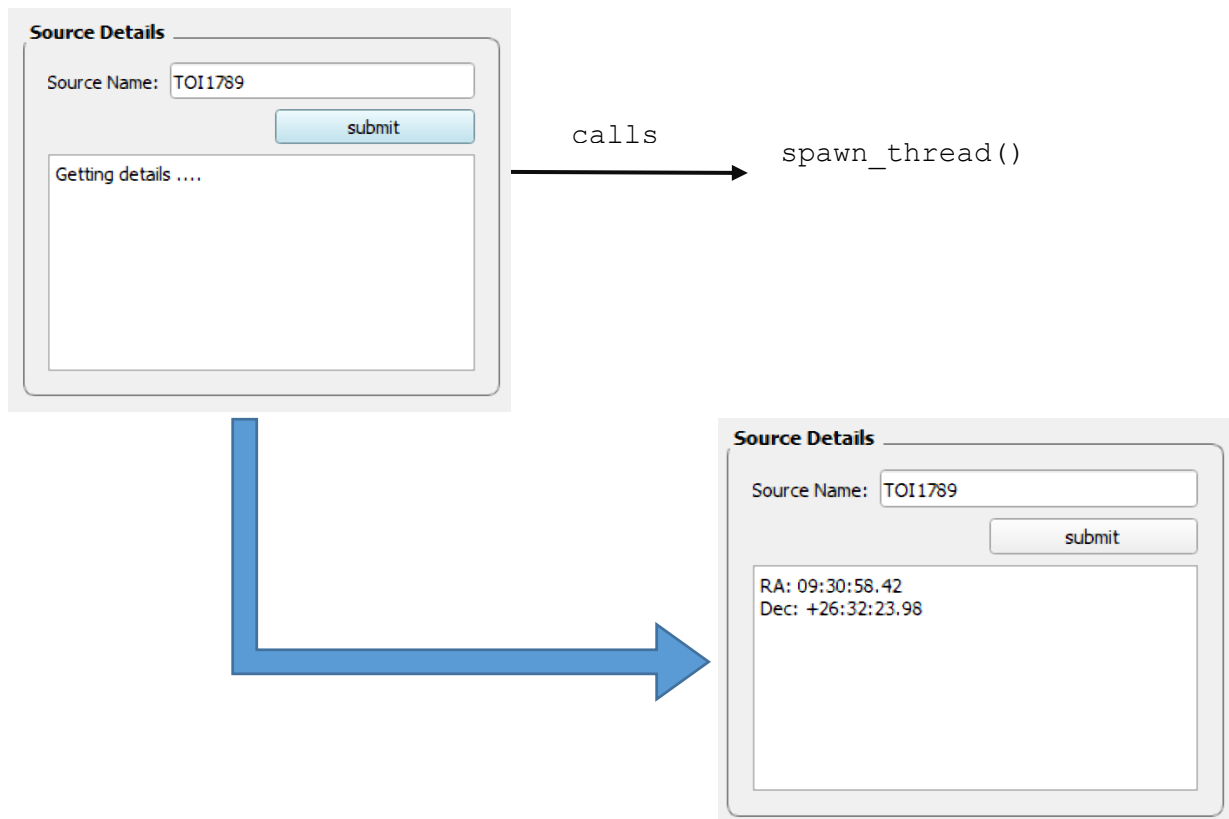 Source Details
Source Name: TOI1789
submit
Getting details ....
calls
spawn_thread()
Source Details
Source Name: TOI1789
submit
RA: 09:30:58.42
Dec: +26:32:23.98